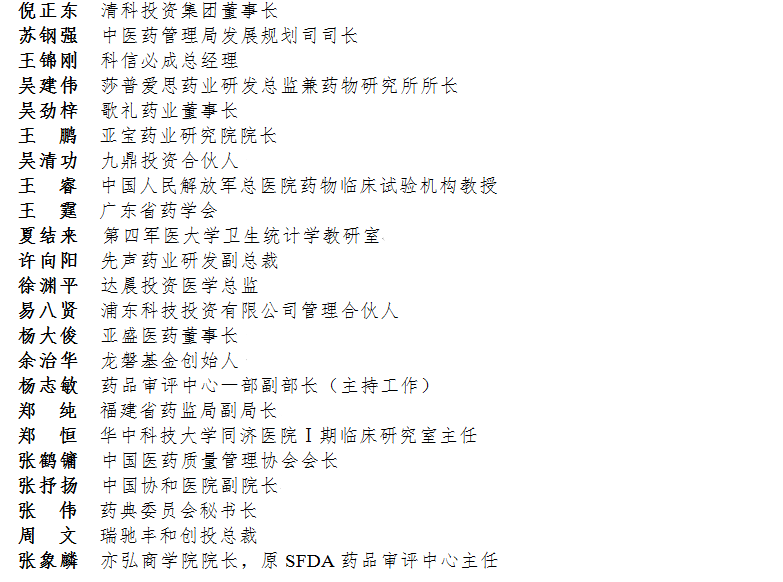 倪正东 清科投资集团董事长
苏钢强 中医药管理局发展规划司司长
王锦刚 科信必成总经理
吴建伟 莎普爱思药业研发总监兼药物研究所所长
吴劲梓 歌礼药业董事长
王 鹏 亚宝药业研究院院长
吴清功 九鼎投资合伙人
王 睿 中国人民解放军总医院药物临床试验机构教授
王 霆 广东省药学会
夏结来 第四军医大学卫生统计学教研室
许向阳 先声药业研发副总裁
徐渊平 达晨投资医学总监
易八贤 浦东科技投资有限公司管理合伙人
杨大俊 亚盛医药董事长
余治华 龙磐基金创始人
杨志敏 药品审评中心一部副部长（主持工作）
郑 纯 福建省药监局副局长
郑 恒 华中科技大学同济医院Ⅰ期临床研究室主任
张鹤镛 中国医药质量管理协会会长
张抒扬 中国协和医院副院长
张 伟 药典委员会秘书长
周 文 瑞驰丰和创投总裁
张象麟 亦弘商学院院长，原 SFDA 药品审评中心主任